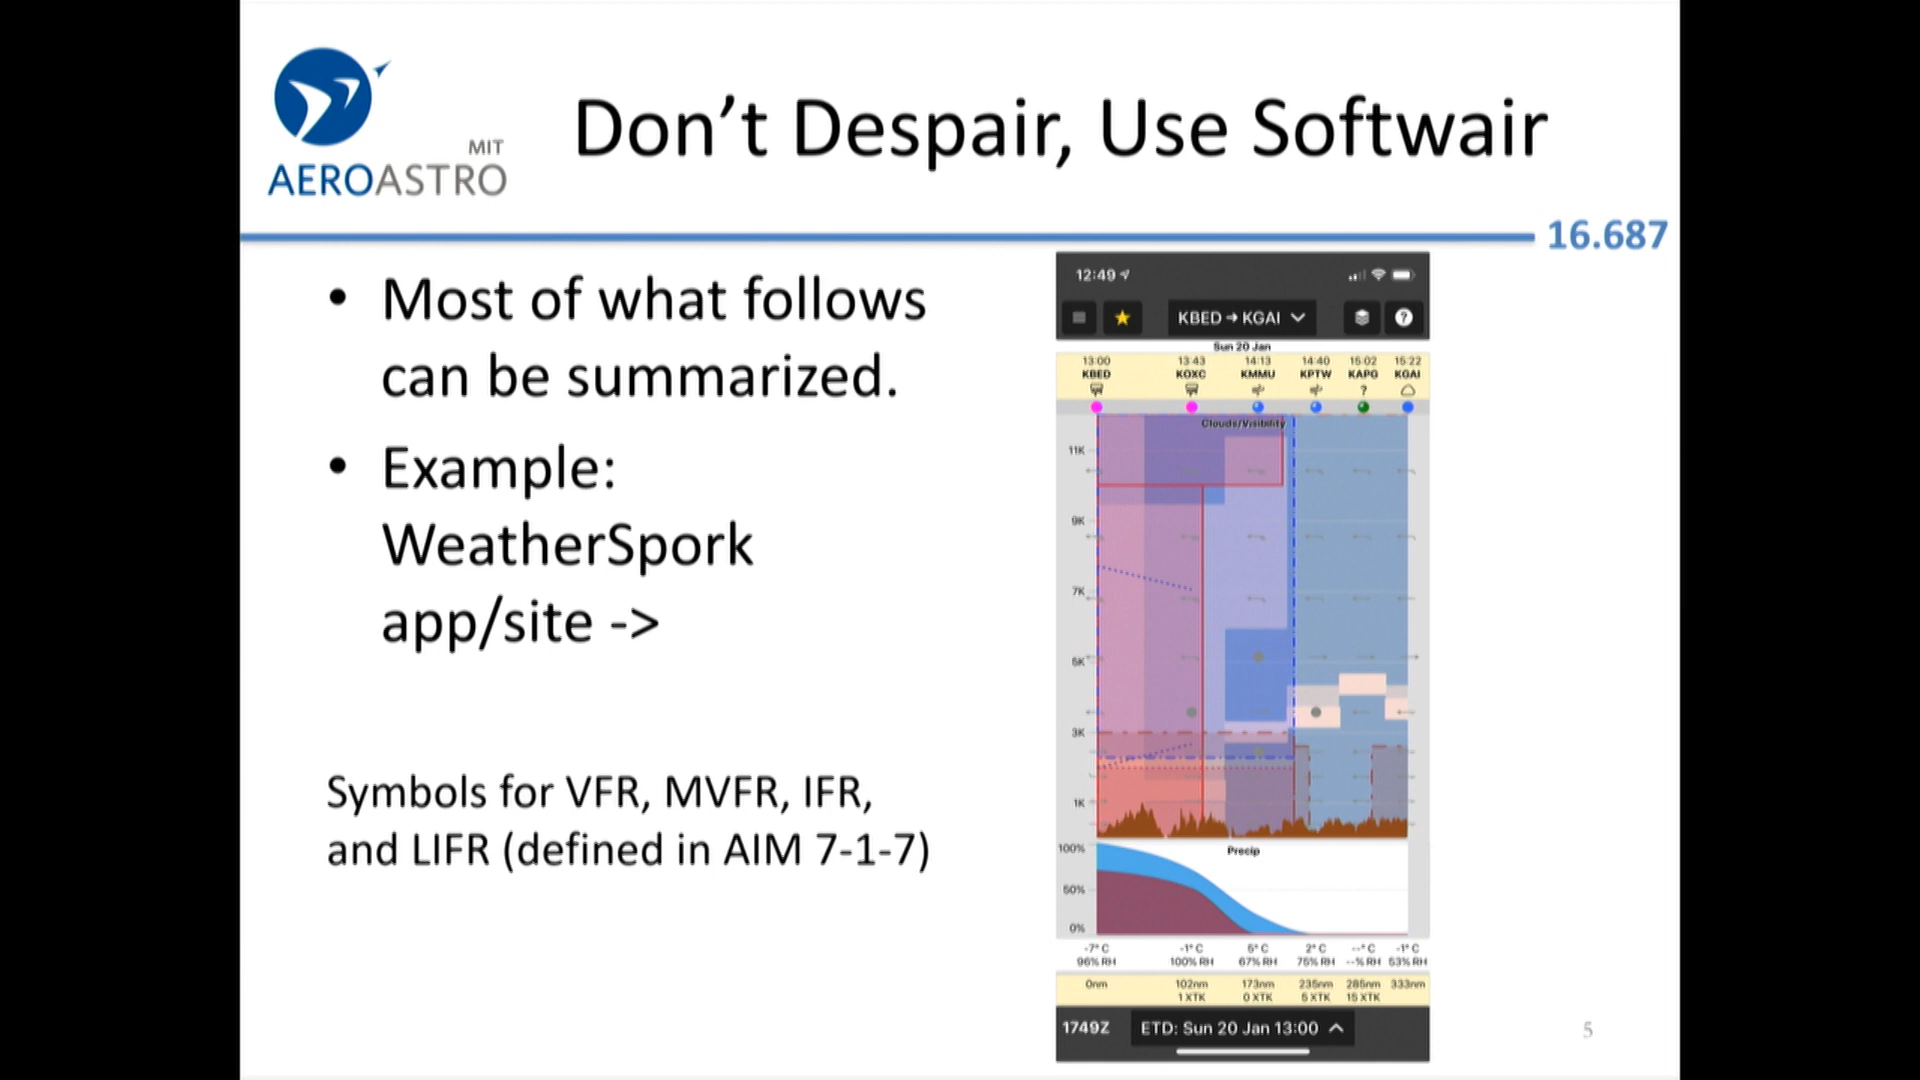 MIT
AEROASTRO
Don't Despair, Use Softwair
16.687
• Most of what follows
can be summarized.
• Example:
WeatherSpork
app/site ->
Symbols for VFR, MVFR, IFR,
and LIFR (defined in AIM 7-1-7)
12:49
KBED → KGAI
Sun 20 Jan
13:00 13:43 14:13 14:40 15:02 15:22
KBED KOXC KMMU KPTW KAPG KGAI
?
Clouds/Visibility
11K
9K
7K
5K
3K
1K
Precip
100%
50%
0%
-7° C -1° C 6° C 2° C --° C -1° C
96% RH 100% RH 67% RH 75% RH --% RH 53% RH
0nm 102nm 173nm 235nm 285nm 333nm
1 XTK 0 XTK 5 XTK 15 XTK
1749Z ETD: Sun 20 Jan 13:00
5